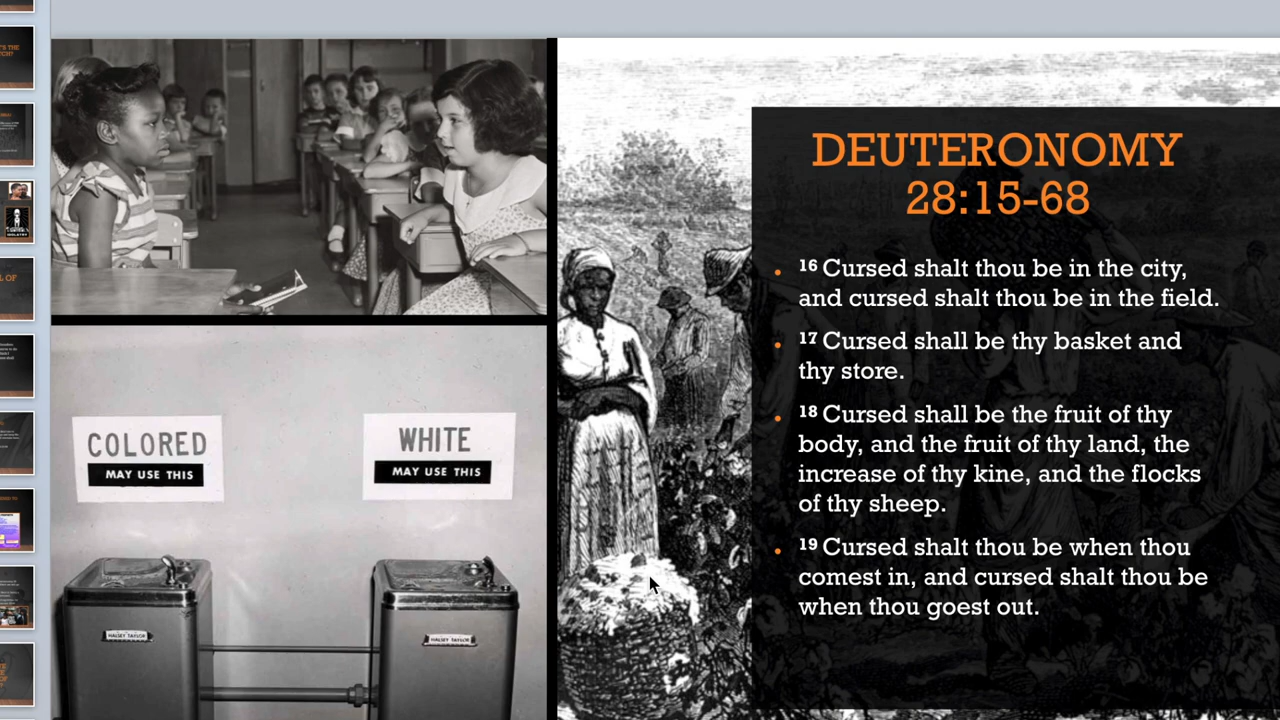 COLORED
MAY USE THIS
WHITE
MAY USE THIS
HALSEY TAYLOR
HALSEY TAYLOR
DEUTERONOMY
28:15-68
• 16 Cursed shalt thou be in the city,
and cursed shalt thou be in the field.
• 17 Cursed shall be thy basket and
thy store.
• 18 Cursed shall be the fruit of thy
body, and the fruit of thy land, the
increase of thy kine, and the flocks
of thy sheep.
• 19 Cursed shalt thou be when thou
comest in, and cursed shalt thou be
when thou goest out.